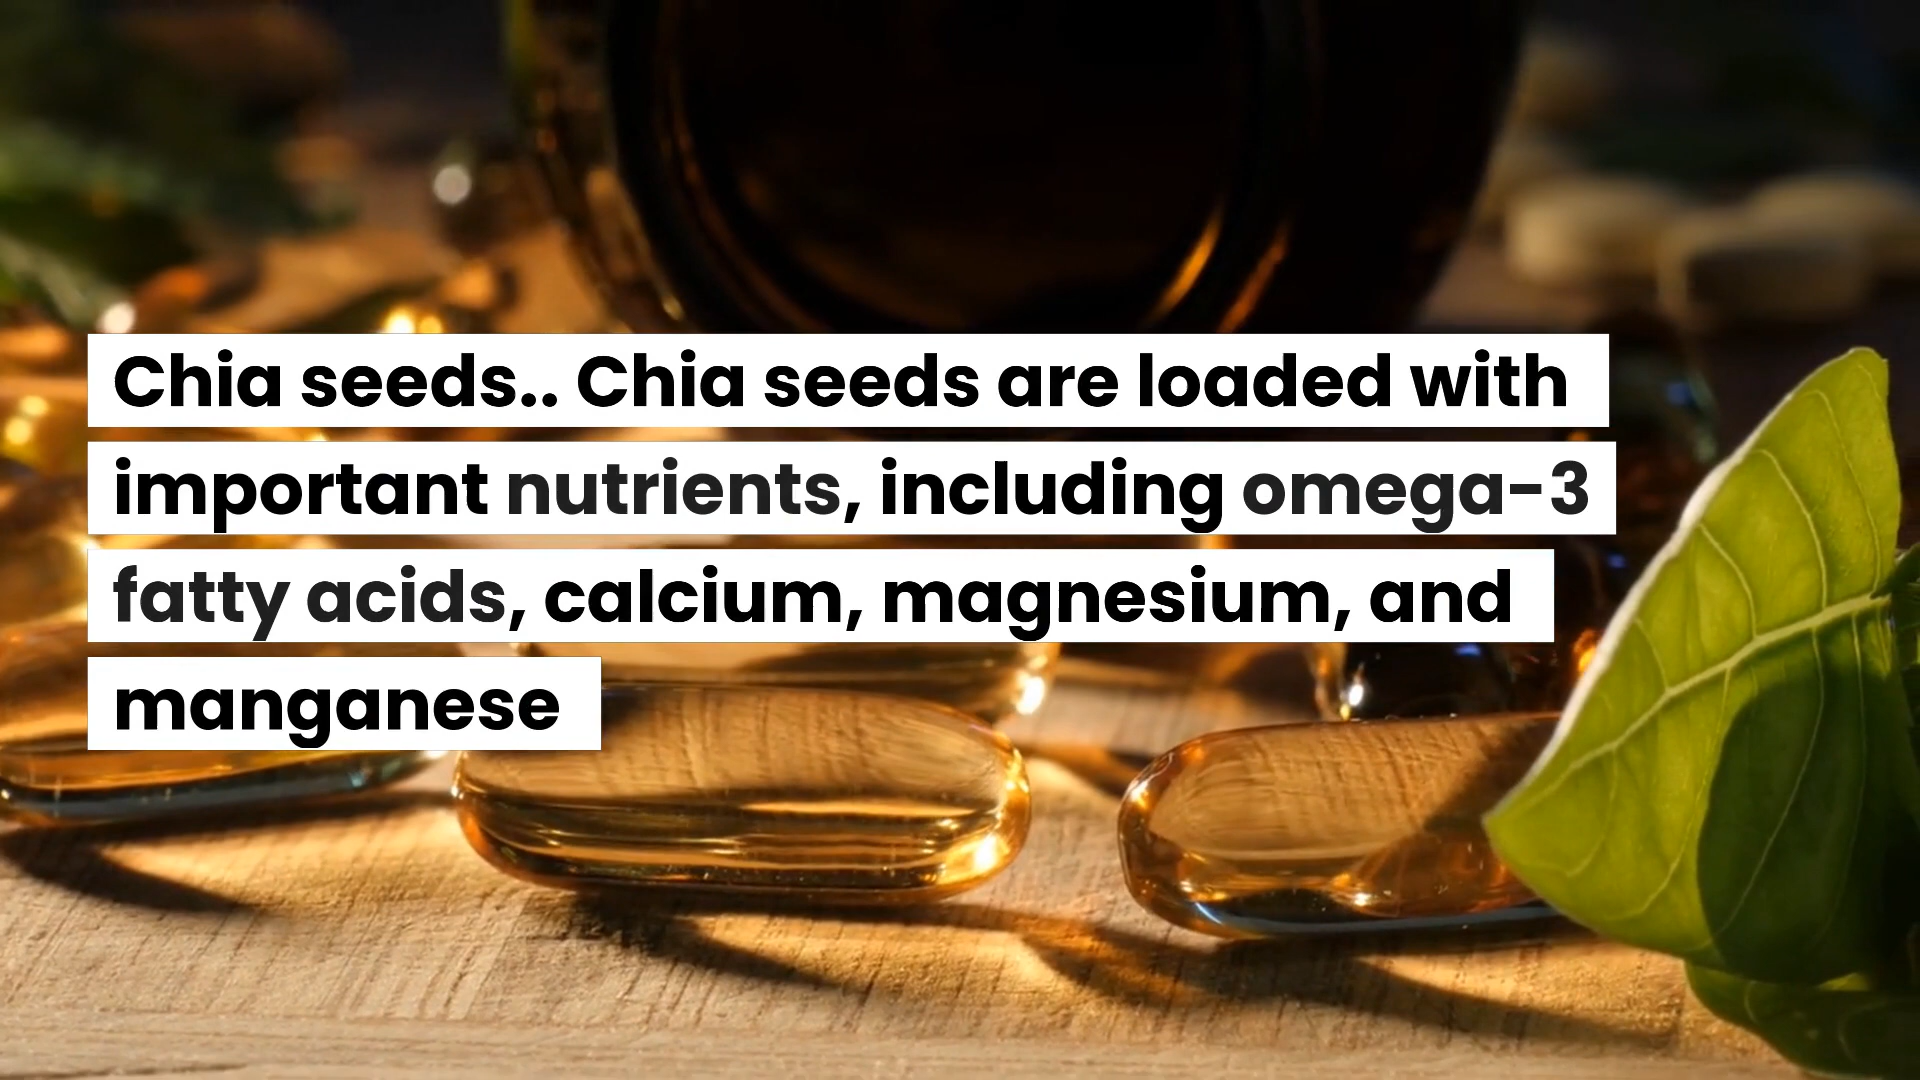 Chia seeds.. Chia seeds are loaded with
important nutrients, including omega-3
fatty acids, calcium, magnesium, and
manganese